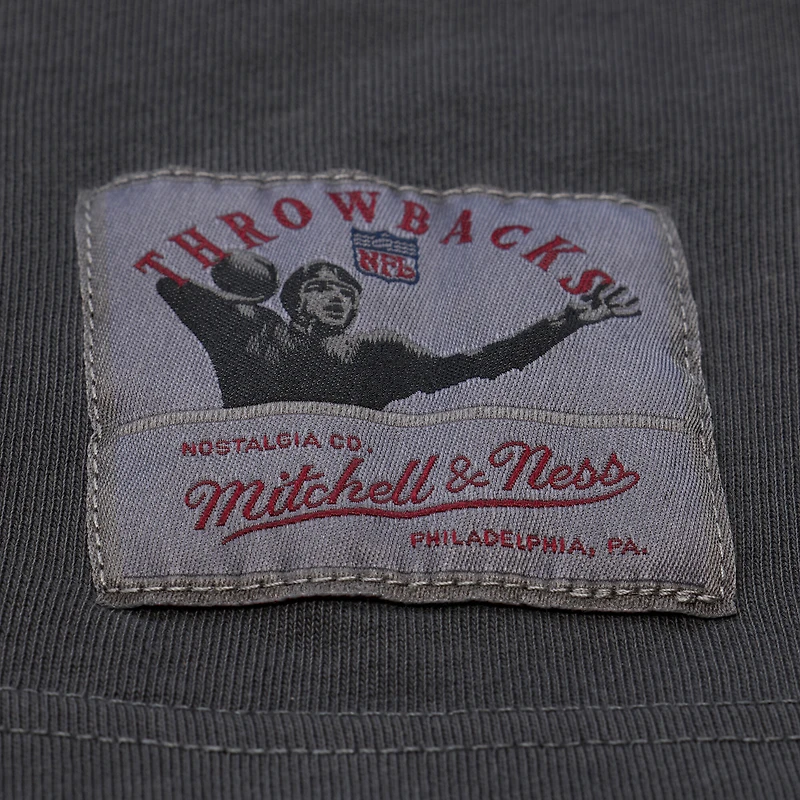 THROWBACKS
NFL
NOSTALGIA CO.
Mitchell & Ness
PHILADELPHIA, PA.